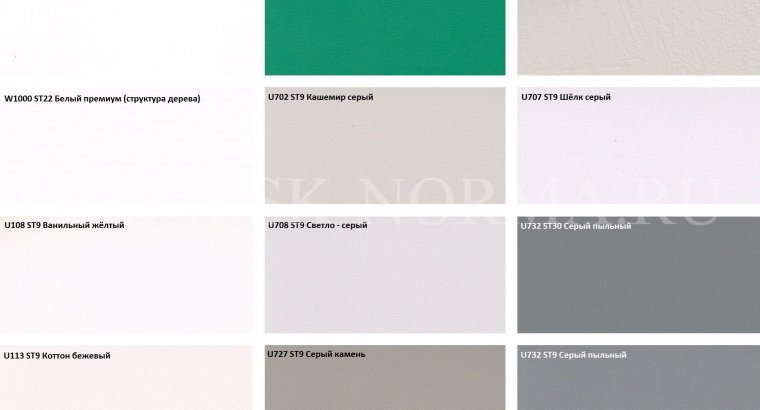 W1000 ST22 Белый премиум (структура дерева)
U702 ST9 Кашемир серый
U707 ST9 Шёлк серый
SK-NORMA.RU
U108 ST9 Ванильный жёлтый
U708 ST9 Светло - серый
U732 ST30 Серый пыльный
U113 ST9 Коттон бежевый
U727 ST9 Серый камень
U732 ST9 Серый пыльный